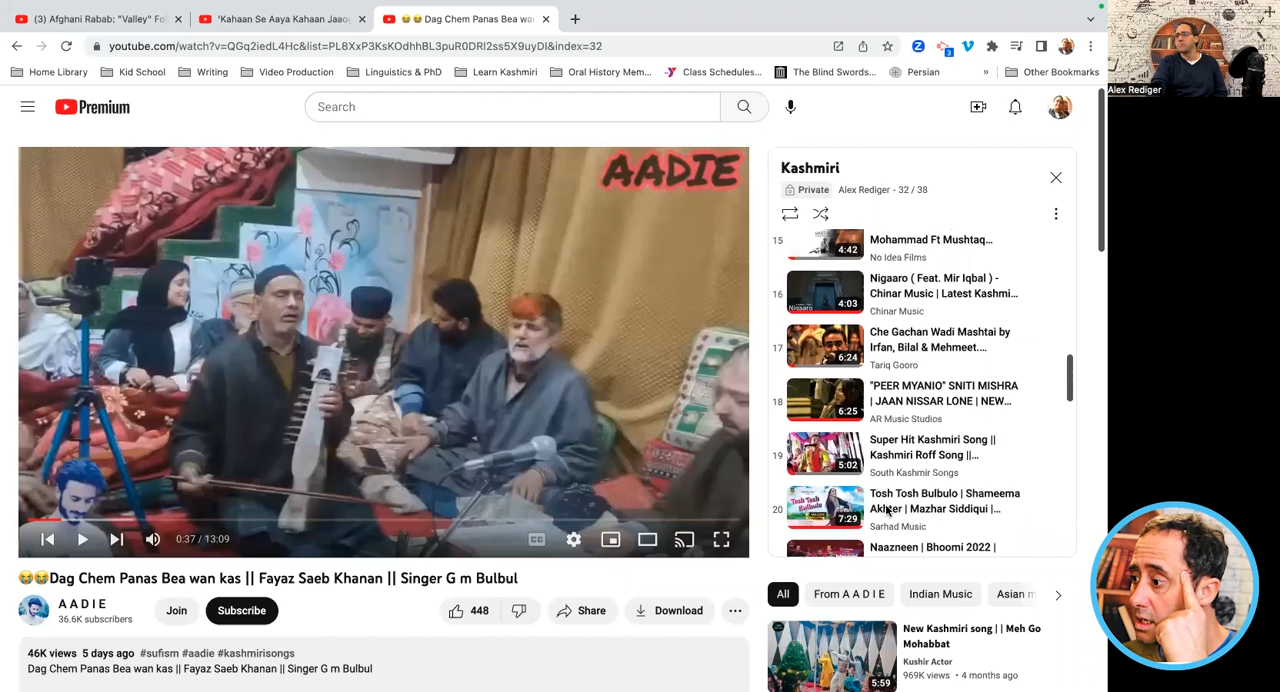 (3) Afghani Rabab: "Valley" Fol
'Kahaan Se Aaya Kahaan Jaaog
😂😂 Dag Chem Panas Bea wan
youtube.com/watch?v=QGq2iedL4Hc&list=PL8XxP3KsKOdhhBL3puR0DRI2ss5X9uyDI&index=32
3
Home Library
Kid School
Writing
Video Production
Linguistics & PhD
Learn Kashmiri
Oral History Mem...
Class Schedules...
The Blind Swords...
Persian
»
Other Bookmarks
Alex Rediger
Premium
Search
AADIE
0:37 / 13:09
😭😭Dag Chem Panas Bea wan kas || Fayaz Saeb Khanan || Singer G m Bulbul
A A D I E
36.6K subscribers
Join
Subscribe
448
Share
Download
46K views 5 days ago #sufism #aadie #kashmirisongs
Dag Chem Panas Bea wan kas || Fayaz Saeb Khanan || Singer G m Bulbul
Kashmiri
Private
Alex Rediger - 32 / 38
15
4:42
Mohammad Ft Mushtaq...
No Idea Films
16
Nigaaro
4:03
Nigaaro ( Feat. Mir Iqbal ) -
Chinar Music | Latest Kashmi...
Chinar Music
17
6:24
Che Gachan Wadi Mashtai by
Irfan, Bilal & Mehmeet....
Tariq Gooro
18
6:25
"PEER MYANIO" SNITI MISHRA
| JAAN NISSAR LONE | NEW...
AR Music Studios
19
5:02
Super Hit Kashmiri Song ||
Kashmiri Roff Song ||...
South Kashmir Songs
20
Tosh Tosh
Bulbulo
7:29
Tosh Tosh Bulbulo | Shameema
Akhter | Mazhar Siddiqui |...
Sarhad Music
Naazneen | Bhoomi 2022 |
All
From A A D I E
Indian Music
Asian m
5:59
New Kashmiri song | | Meh Go
Mohabbat
Kushir Actor
969K views • 4 months ago